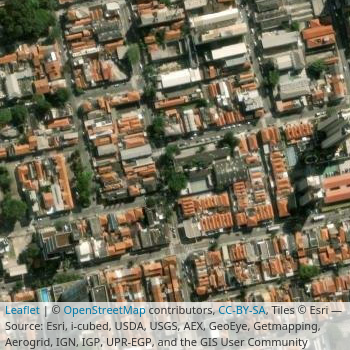 Leaflet | © OpenStreetMap contributors, CC-BY-SA, Tiles © Esri —
Source: Esri, i-cubed, USDA, USGS, AEX, GeoEye, Getmapping,
Aerogrid, IGN, IGP, UPR-EGP, and the GIS User Community